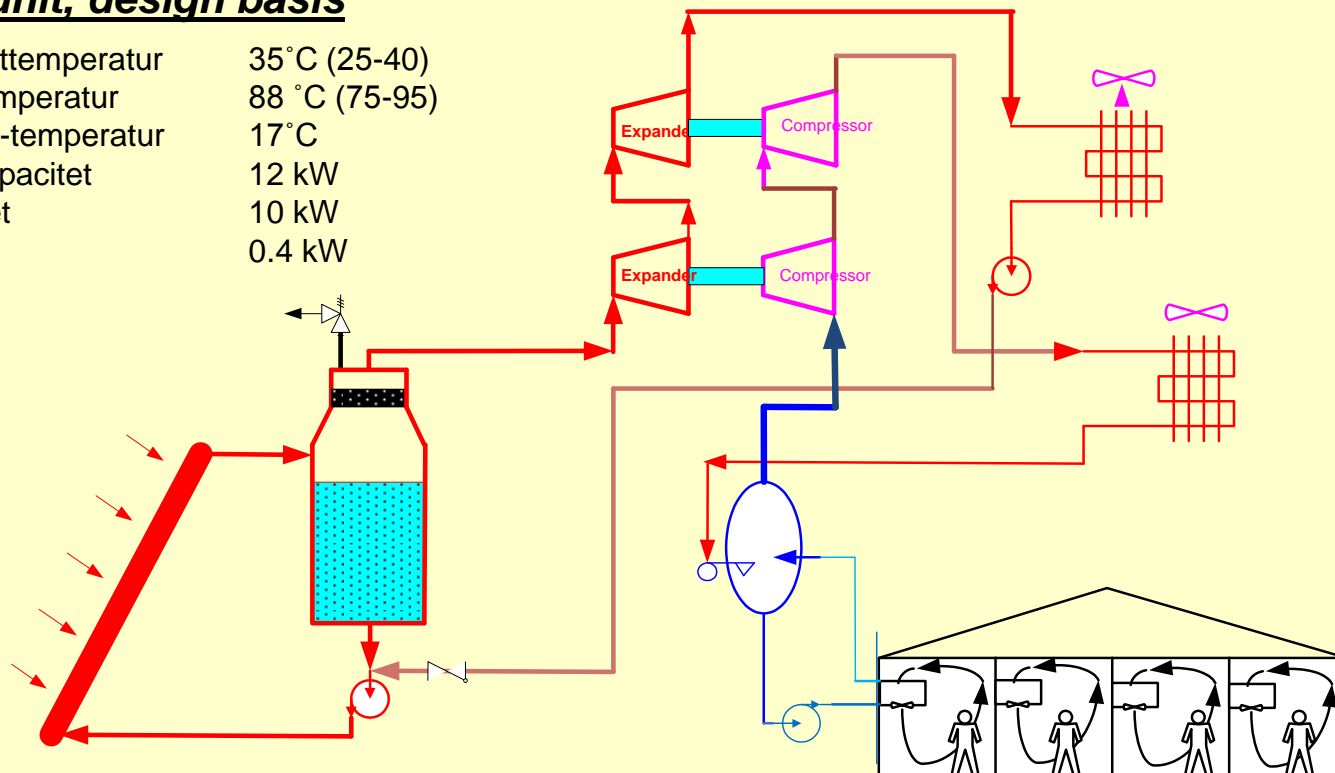 unit, design basis
ttemperatur 35˚C (25-40)
mperatur 88 ˚C (75-95)
-temperatur 17˚C
pacitet 12 kW
et 10 kW
0.4 kW
Expander
Compressor
Expander
Compressor